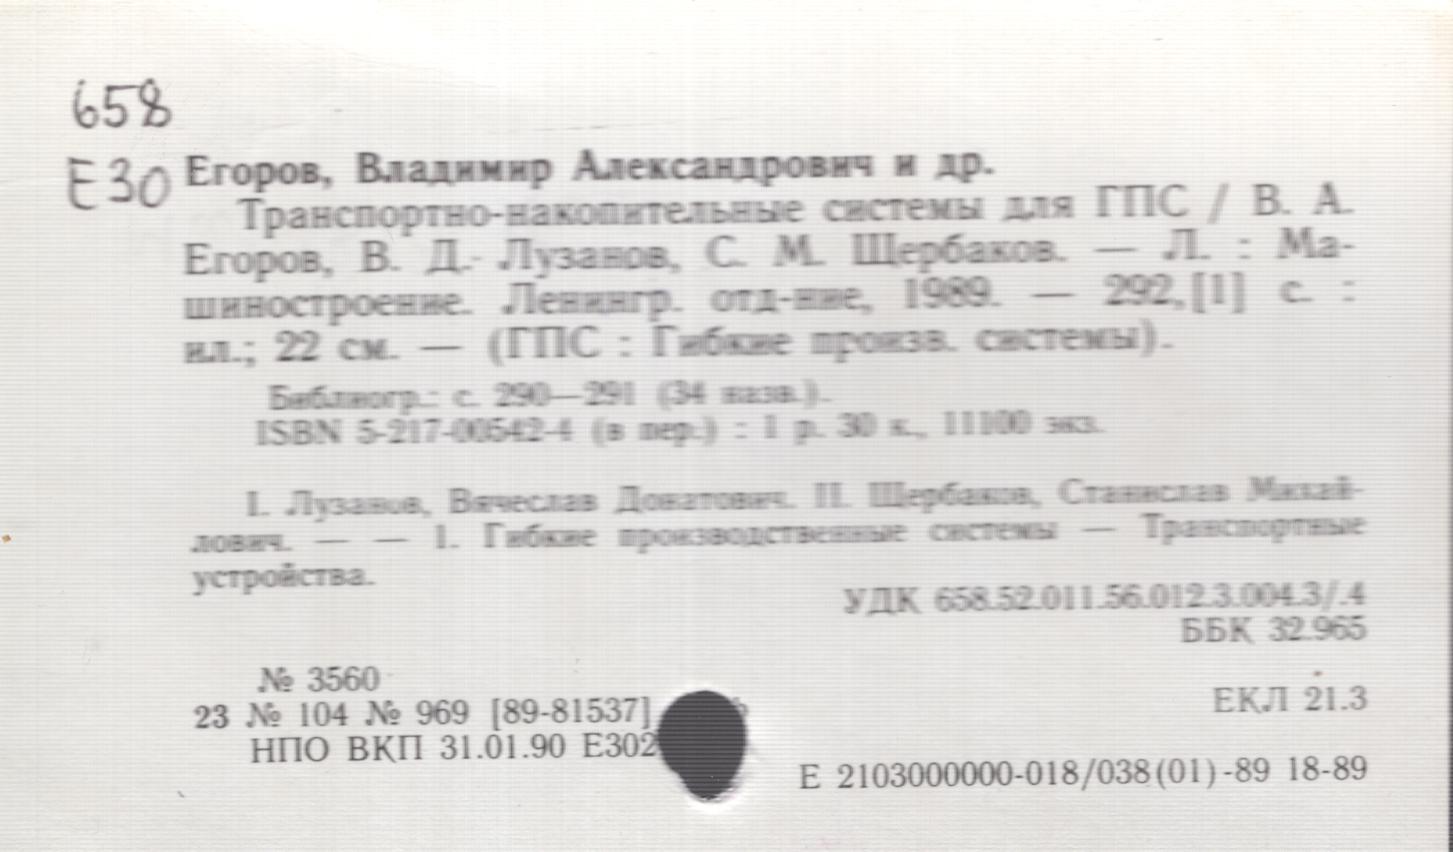 658
Е30 Егоров, Владимир Александрович и др.
Транспортно-накопительные системы для ГПС / В. А.
Егоров, В. Д. Лузанов, С. М. Щербаков. — Л. : Ма-
шиностроение. Ленингр. отд-ние, 1989. — 292,[1] с. :
ил.; 22 см. — (ГПС : Гибкие произв. системы).
Библиогр.: с. 290—291 (34 назв.).
ISBN 5-217-00542-4 (в пер.) : 1 р. 30 к., 11100 экз.
I. Лузанов, Вячеслав Донатович. II. Щербаков, Станислав Михай-
лович. — — 1. Гибкие производственные системы — Транспортные
устройства.
УДК 658.52.011.56.012.3.004.3/.4
ББК 32.965
№ 3560
23 № 104 № 969 [89-81537]
ЕКЛ 21.3
НПО ВКП 31.01.90 Е302
Е 2103000000-018/038(01)-89 18-89